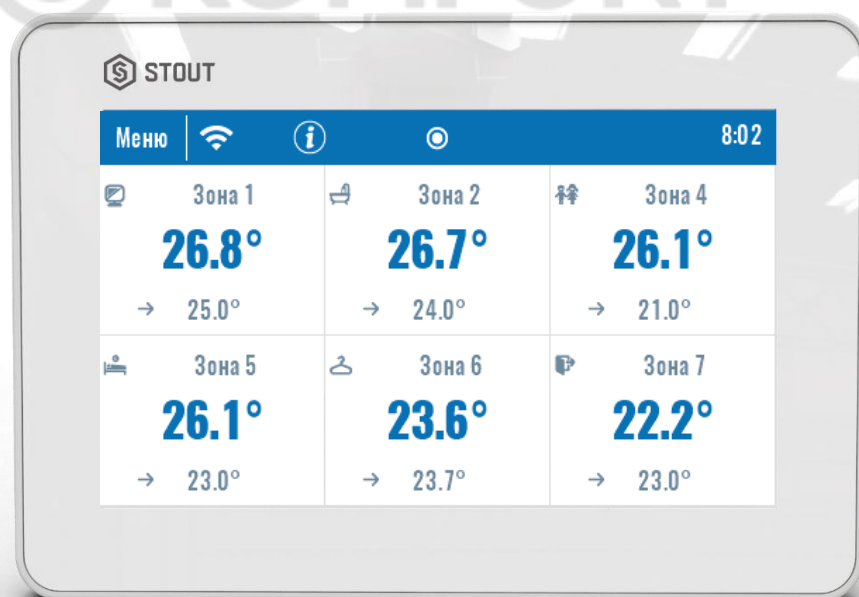 STOUT
Меню 8:02
Зона 1 Зона 2 Зона 4
26.8° 26.7° 26.1°
→ 25.0° → 24.0° → 21.0°
Зона 5 Зона 6 Зона 7
26.1° 23.6° 22.2°
→ 23.0° → 23.7° → 23.0°